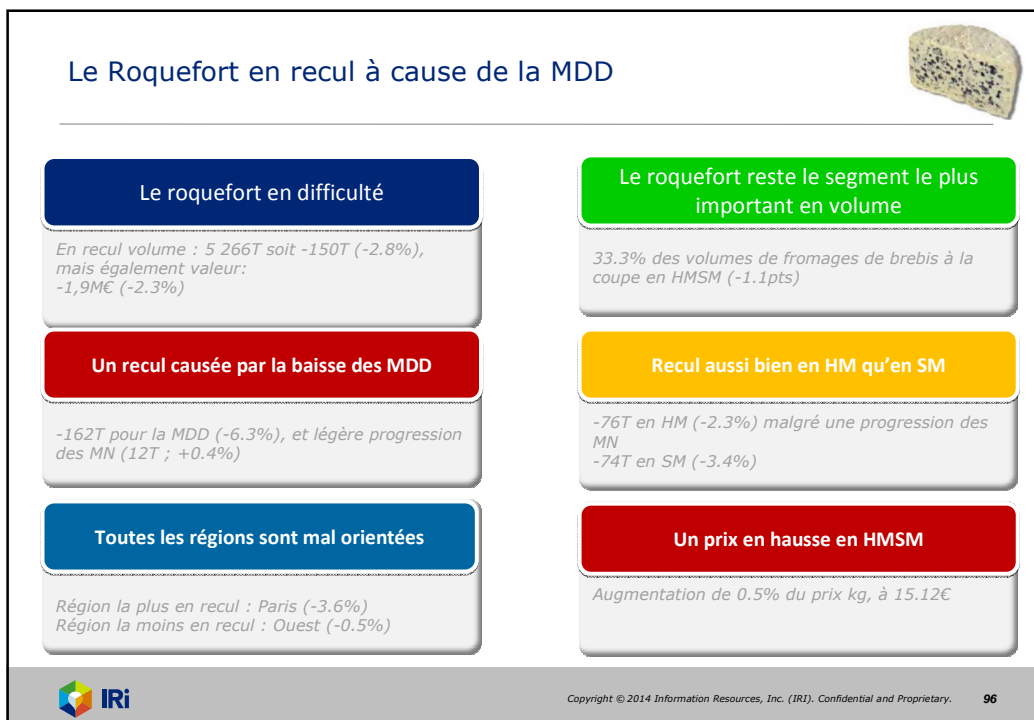 Le Roquefort en recul à cause de la MDD
Le roquefort en difficulté
En recul volume : 5 266T soit -150T (-2.8%),
mais également valeur:
-1,9M€ (-2.3%)
Le roquefort reste le segment le plus
important en volume
33.3% des volumes de fromages de brebis à la
coupe en HMSM (-1.1pts)
Un recul causée par la baisse des MDD
-162T pour la MDD (-6.3%), et légère progression
des MN (12T ; +0.4%)
Recul aussi bien en HM qu’en SM
-76T en HM (-2.3%) malgré une progression des
MN
-74T en SM (-3.4%)
Toutes les régions sont mal orientées
Région la plus en recul : Paris (-3.6%)
Région la moins en recul : Ouest (-0.5%)
Un prix en hausse en HMSM
Augmentation de 0.5% du prix kg, à 15.12€
IRi
Copyright © 2014 Information Resources, Inc. (IRI). Confidential and Proprietary.
96